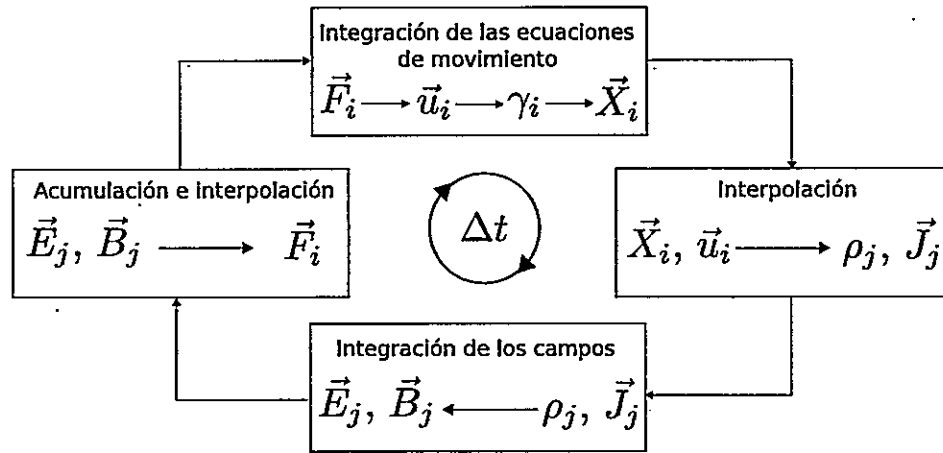 Integración de las ecuaciones
de movimiento
F⃗ᵢ → u⃗ᵢ → γᵢ → X⃗ᵢ
Acumulación e interpolación
E⃗ⱼ, B⃗ⱼ → F⃗ᵢ
Δt
Interpolación
X⃗ᵢ, u⃗ᵢ → ρⱼ, J⃗ⱼ
Integración de los campos
E⃗ⱼ, B⃗ⱼ ← ρⱼ, J⃗ⱼ